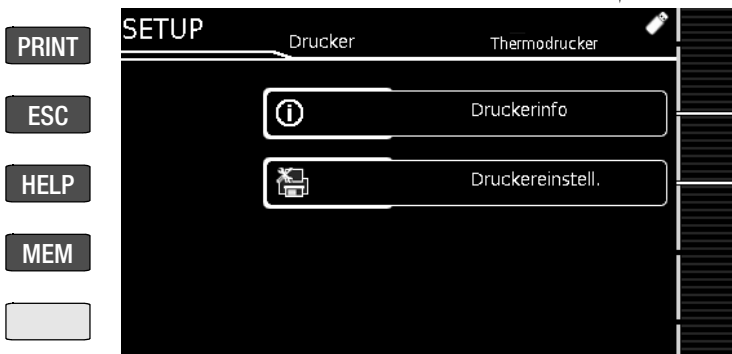 PRINT
ESC
HELP
MEM
SETUP
Drucker
Thermodrucker
Druckerinfo
Druckereinstell.